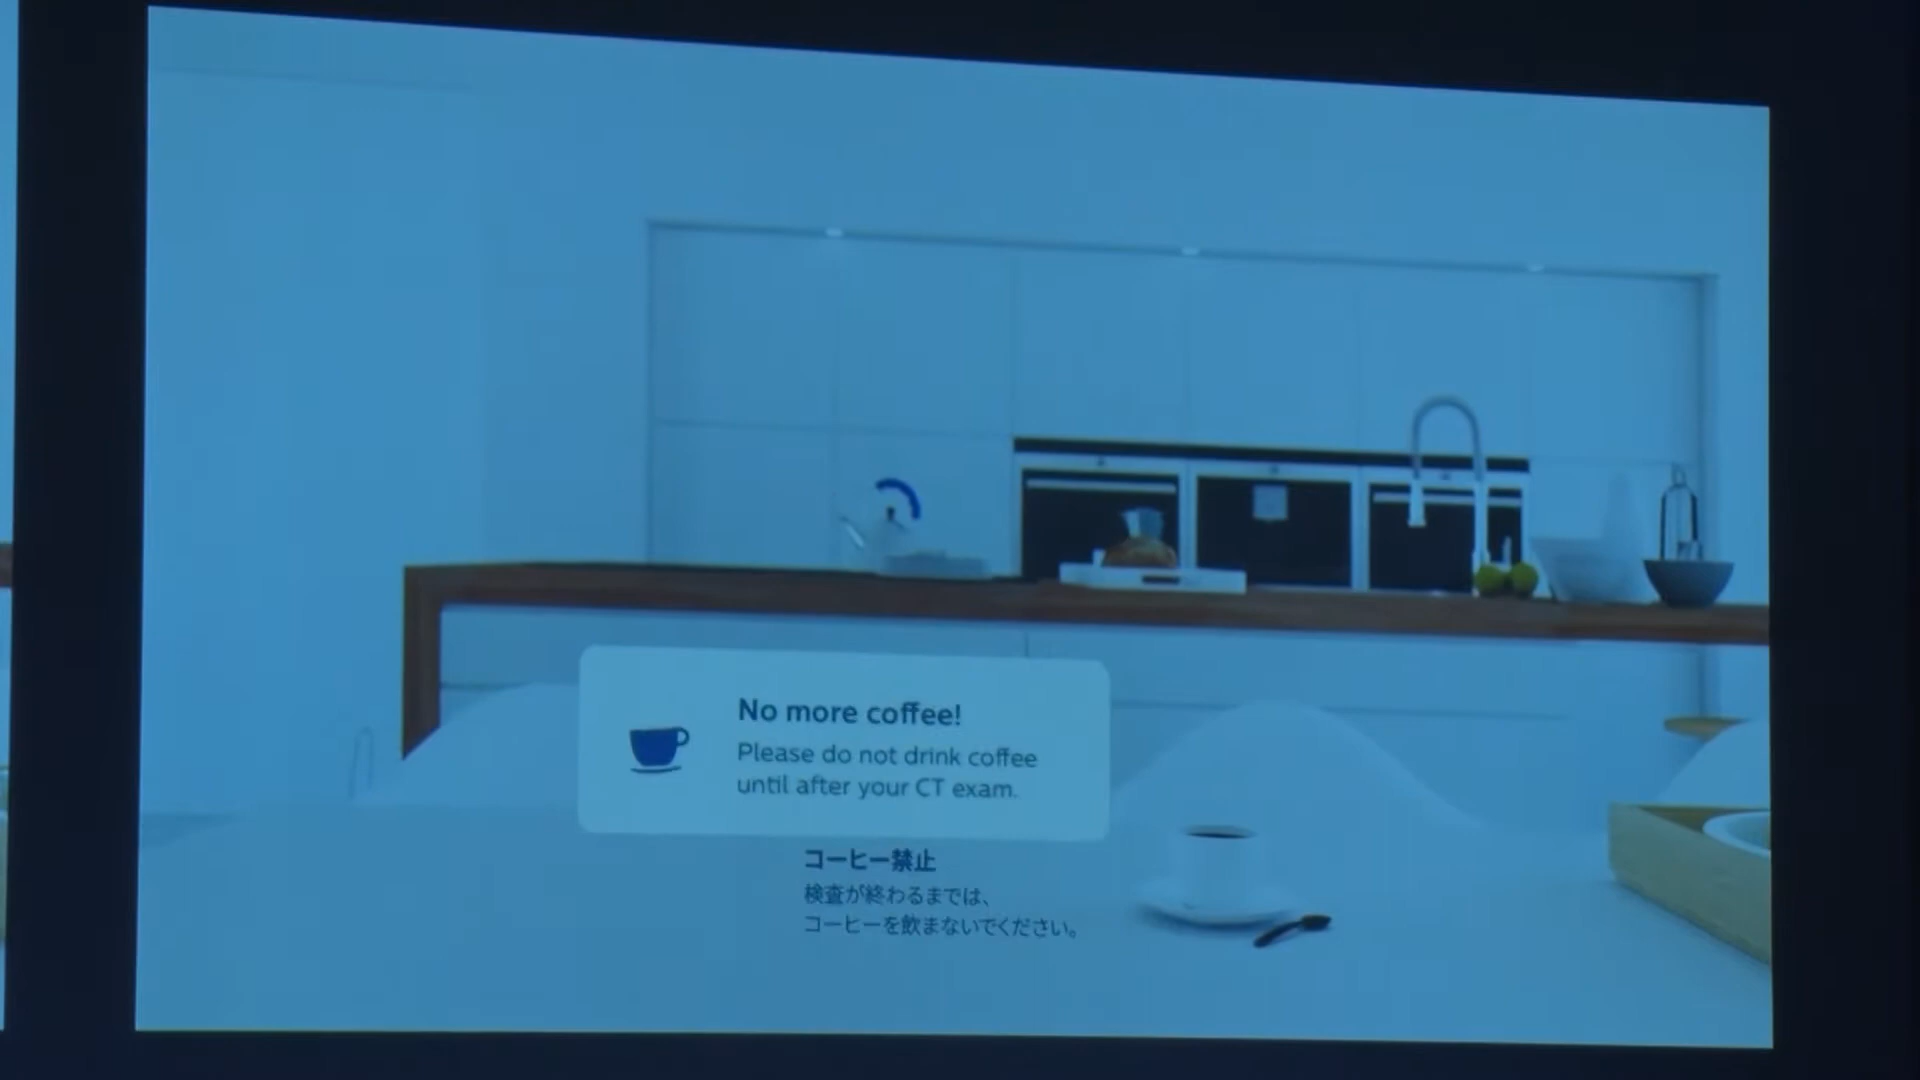 No more coffee!
Please do not drink coffee
until after your CT exam.
コーヒー禁止
検査が終わるまでは、
コーヒーを飲まないでください。